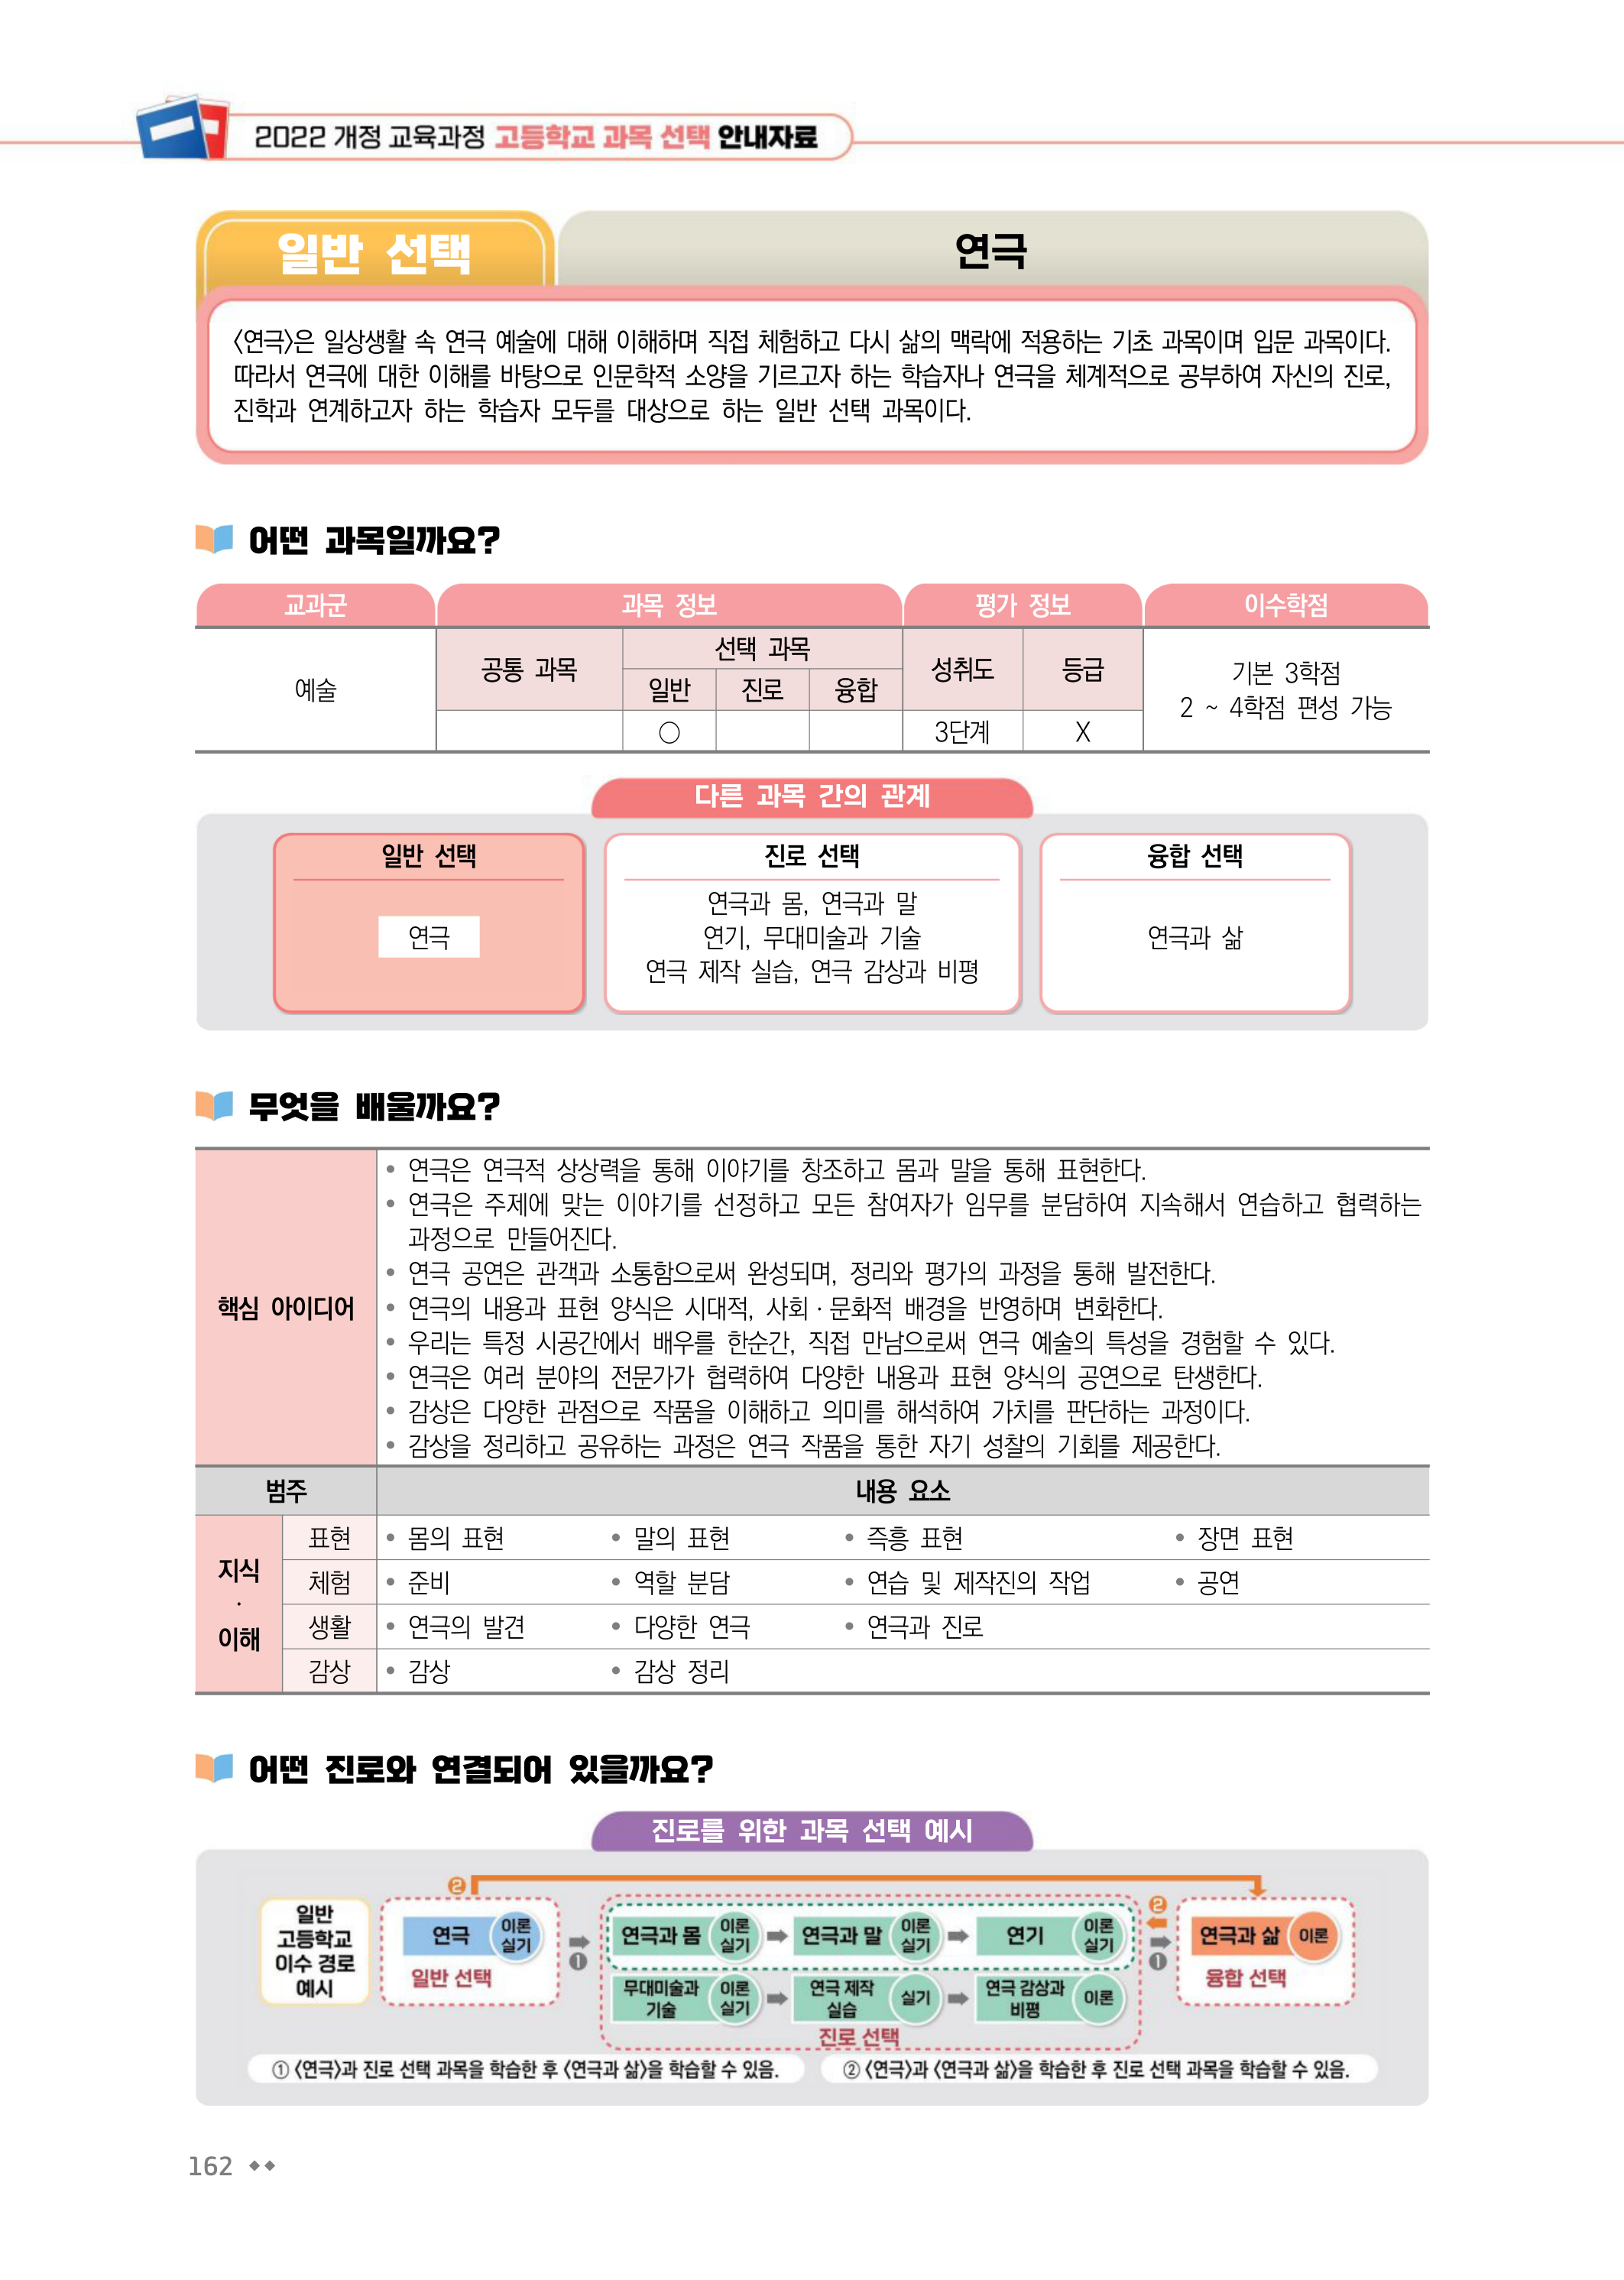 2022 개정 교육과정 고등학교 과목 선택 안내자료
일반 선택
연극
〈연극〉은 일상생활 속 연극 예술에 대해 이해하며 직접 체험하고 다시 삶의 맥락에 적용하는 기초 과목이며 입문 과목이다.
따라서 연극에 대한 이해를 바탕으로 인문학적 소양을 기르고자 하는 학습자나 연극을 체계적으로 공부하여 자신의 진로,
진학과 연계하고자 하는 학습자 모두를 대상으로 하는 일반 선택 과목이다.
어떤 과목일까요?
교과군 과목 정보 평가 정보 이수학점
예술 공통 과목 선택 과목 성취도 등급 기본 3학점
일반 진로 융합 2 ~ 4학점 편성 가능
○ 3단계 X
다른 과목 간의 관계
일반 선택
연극
진로 선택
연극과 몸, 연극과 말
연기, 무대미술과 기술
연극 제작 실습, 연극 감상과 비평
융합 선택
연극과 삶
무엇을 배울까요?
핵심 아이디어
• 연극은 연극적 상상력을 통해 이야기를 창조하고 몸과 말을 통해 표현한다.
• 연극은 주제에 맞는 이야기를 선정하고 모든 참여자가 임무를 분담하여 지속해서 연습하고 협력하는
과정으로 만들어진다.
• 연극 공연은 관객과 소통함으로써 완성되며, 정리와 평가의 과정을 통해 발전한다.
• 연극의 내용과 표현 양식은 시대적, 사회·문화적 배경을 반영하며 변화한다.
• 우리는 특정 시공간에서 배우를 한순간, 직접 만남으로써 연극 예술의 특성을 경험할 수 있다.
• 연극은 여러 분야의 전문가가 협력하여 다양한 내용과 표현 양식의 공연으로 탄생한다.
• 감상은 다양한 관점으로 작품을 이해하고 의미를 해석하여 가치를 판단하는 과정이다.
• 감상을 정리하고 공유하는 과정은 연극 작품을 통한 자기 성찰의 기회를 제공한다.
범주 내용 요소
지식
·
이해
표현 • 몸의 표현 • 말의 표현 • 즉흥 표현 • 장면 표현
체험 • 준비 • 역할 분담 • 연습 및 제작진의 작업 • 공연
생활 • 연극의 발견 • 다양한 연극 • 연극과 진로
감상 • 감상 • 감상 정리
어떤 진로와 연결되어 있을까요?
진로를 위한 과목 선택 예시
일반
고등학교
이수 경로
예시
❷
연극 이론 실기
일반 선택
❶
연극과 몸 이론 실기 연극과 말 이론 실기 연기 이론 실기
무대미술과 기술 이론 실기 연극 제작 실습 실기 연극 감상과 비평 이론
진로 선택
❷
❶
연극과 삶 이론
융합 선택
① 〈연극〉과 진로 선택 과목을 학습한 후 〈연극과 삶〉을 학습할 수 있음.
② 〈연극〉과 〈연극과 삶〉을 학습한 후 진로 선택 과목을 학습할 수 있음.
162 ◆◆